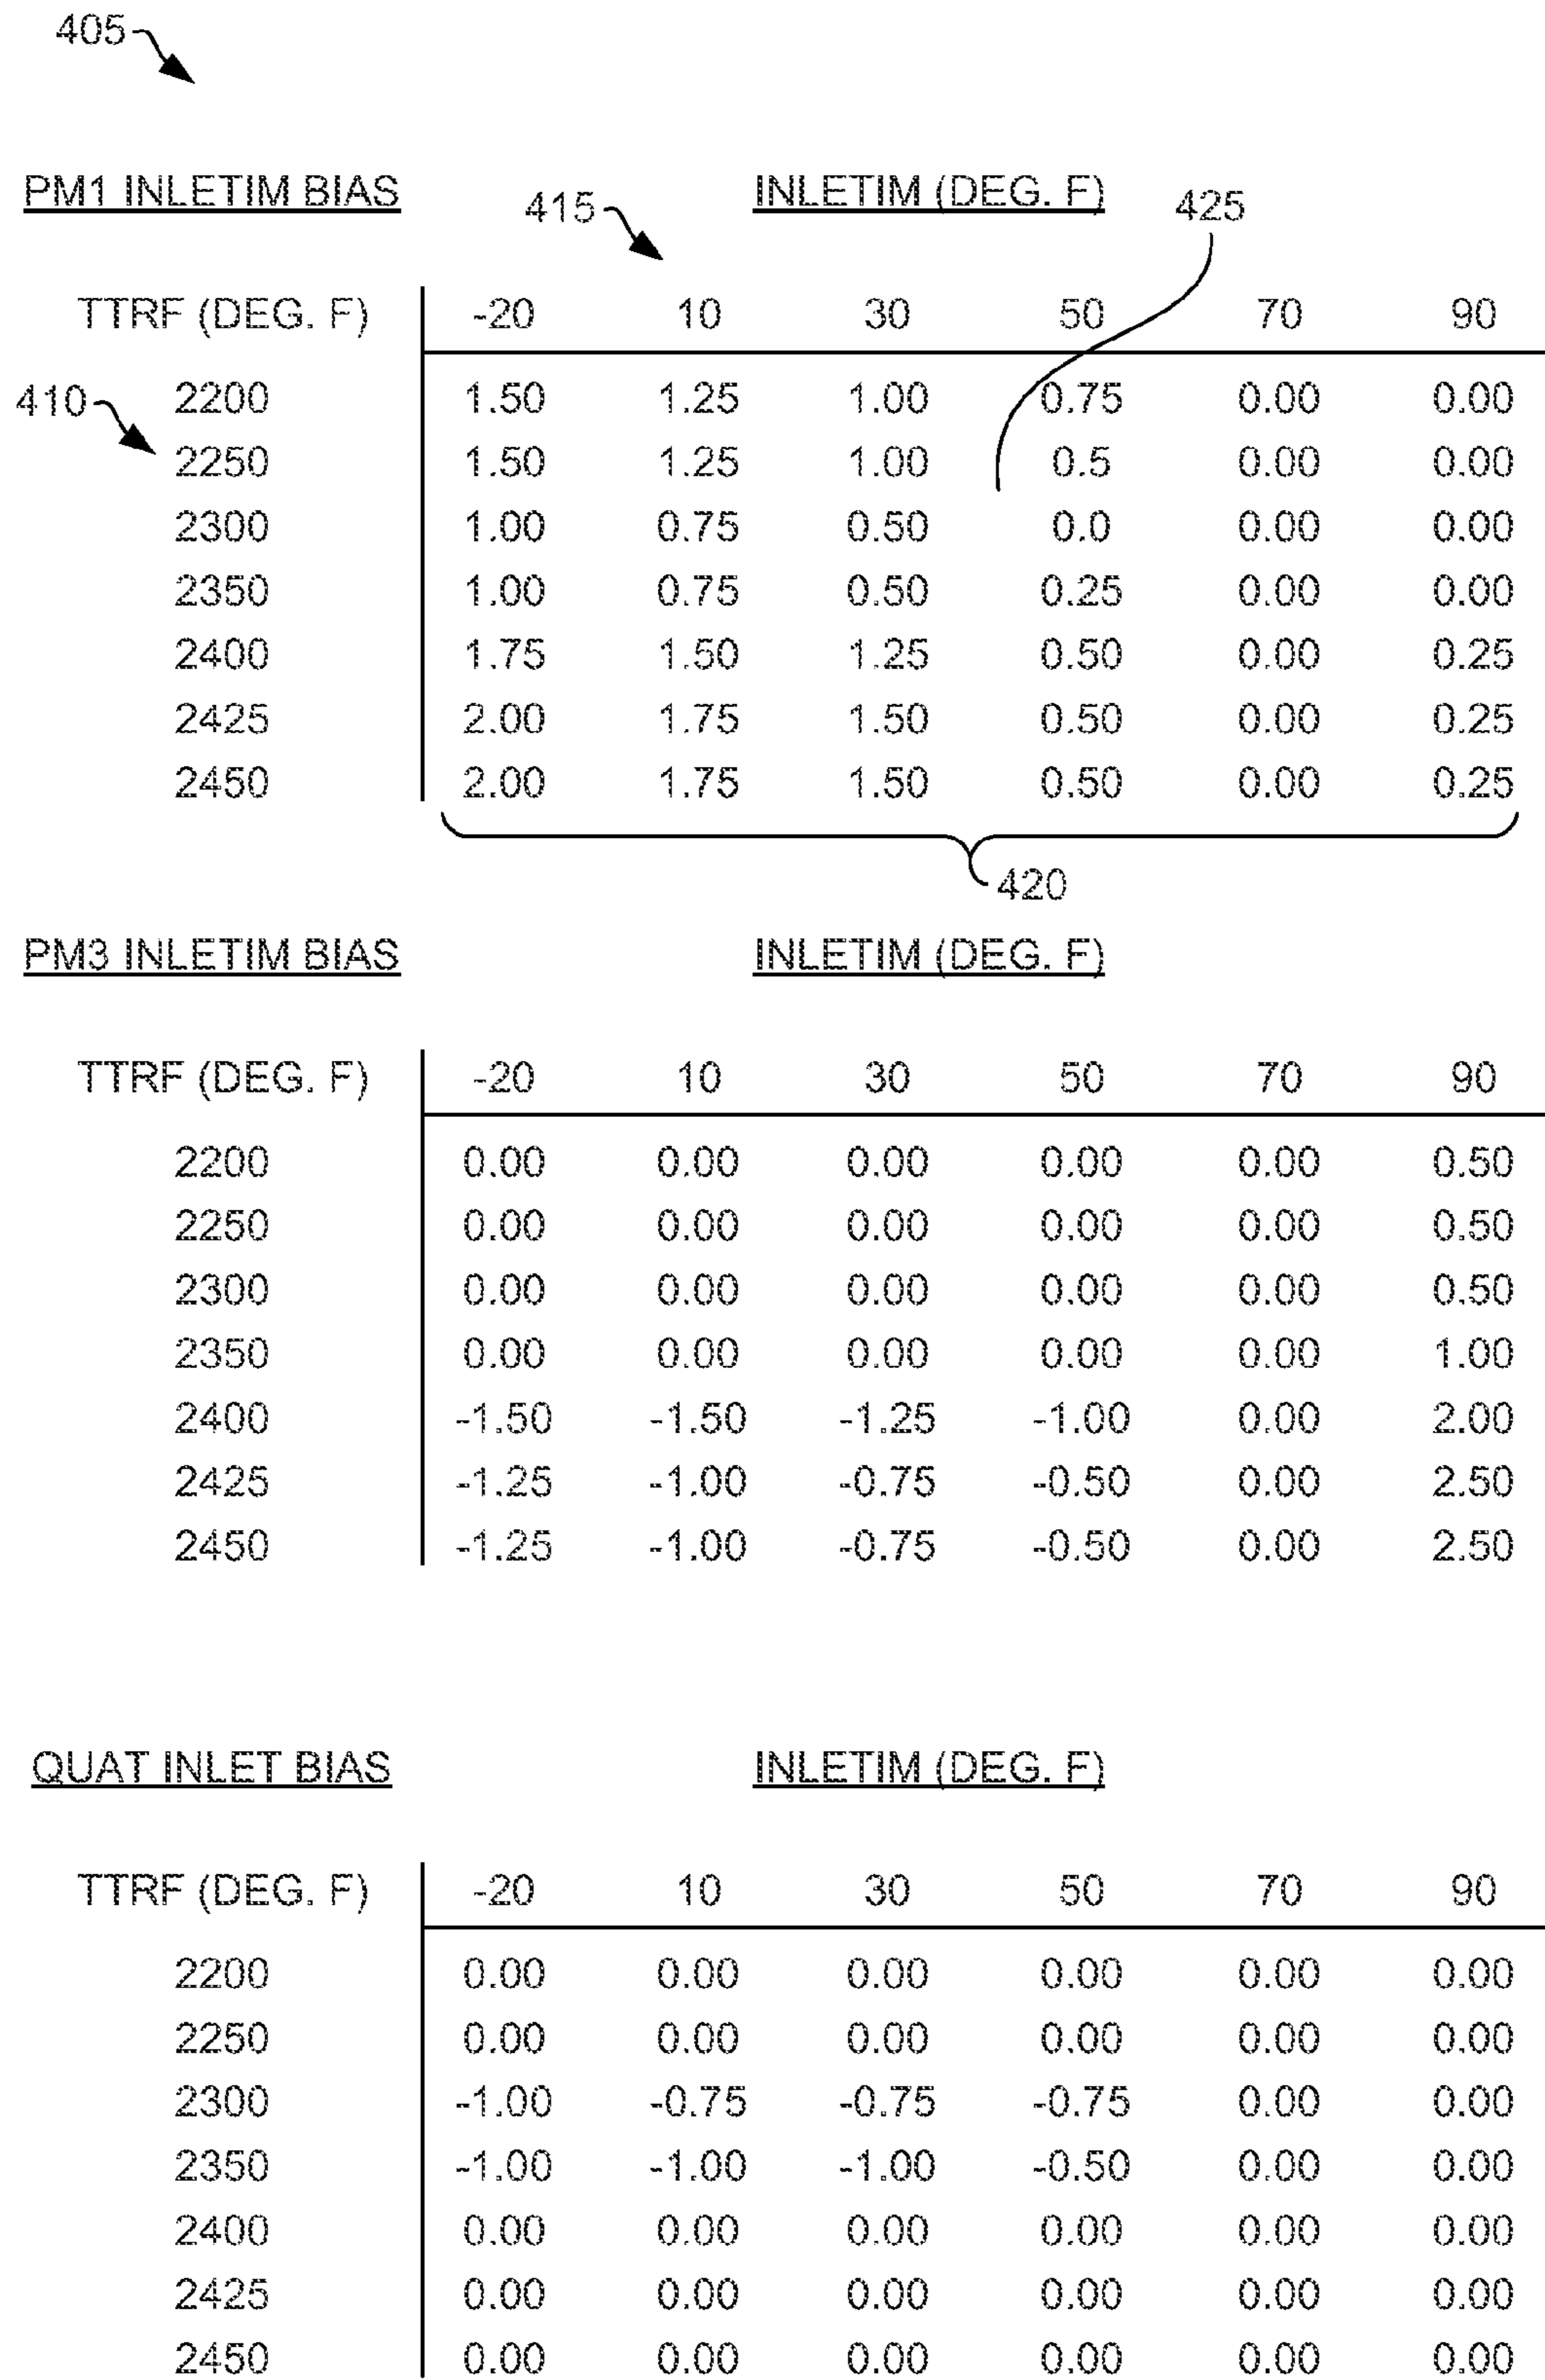 405
PM1 INLETIM BIAS INLETIM (DEG. F)
415 425
TTRF (DEG. F) -20 10 30 50 70 90
410 2200 1.50 1.25 1.00 0.75 0.00 0.00
2250 1.50 1.25 1.00 0.5 0.00 0.00
2300 1.00 0.75 0.50 0.0 0.00 0.00
2350 1.00 0.75 0.50 0.25 0.00 0.00
2400 1.75 1.50 1.25 0.50 0.00 0.25
2425 2.00 1.75 1.50 0.50 0.00 0.25
2450 2.00 1.75 1.50 0.50 0.00 0.25
420
PM3 INLETIM BIAS INLETIM (DEG. F)
TTRF (DEG. F) -20 10 30 50 70 90
2200 0.00 0.00 0.00 0.00 0.00 0.50
2250 0.00 0.00 0.00 0.00 0.00 0.50
2300 0.00 0.00 0.00 0.00 0.00 0.50
2350 0.00 0.00 0.00 0.00 0.00 1.00
2400 -1.50 -1.50 -1.25 -1.00 0.00 2.00
2425 -1.25 -1.00 -0.75 -0.50 0.00 2.50
2450 -1.25 -1.00 -0.75 -0.50 0.00 2.50
QUAT INLET BIAS INLETIM (DEG. F)
TTRF (DEG. F) -20 10 30 50 70 90
2200 0.00 0.00 0.00 0.00 0.00 0.00
2250 0.00 0.00 0.00 0.00 0.00 0.00
2300 -1.00 -0.75 -0.75 -0.75 0.00 0.00
2350 -1.00 -1.00 -1.00 -0.50 0.00 0.00
2400 0.00 0.00 0.00 0.00 0.00 0.00
2425 0.00 0.00 0.00 0.00 0.00 0.00
2450 0.00 0.00 0.00 0.00 0.00 0.00